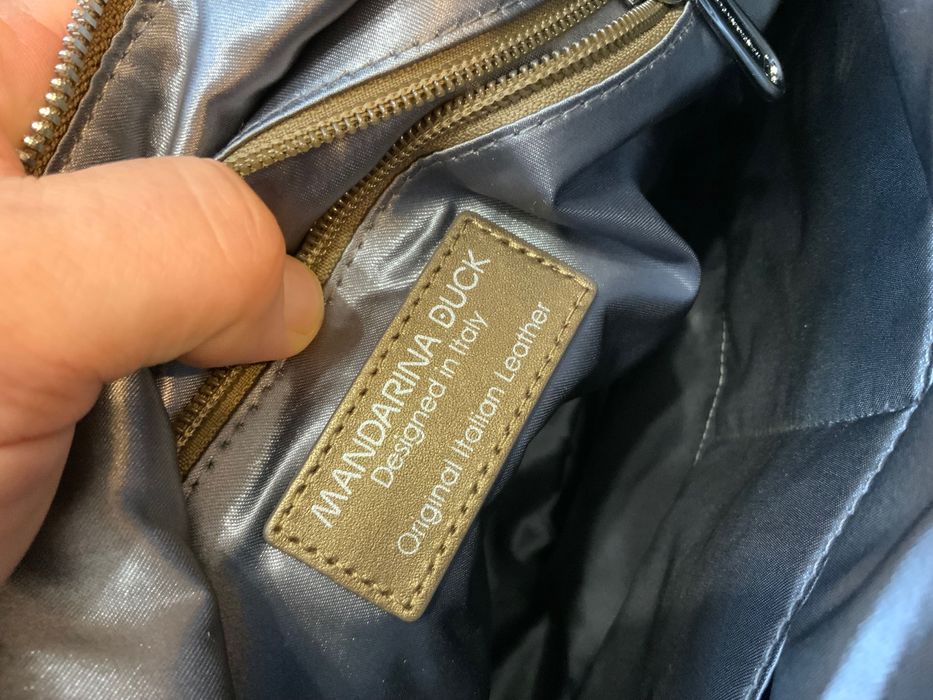 MANDARINA DUCK
Designed in Italy
Original Italian Leather